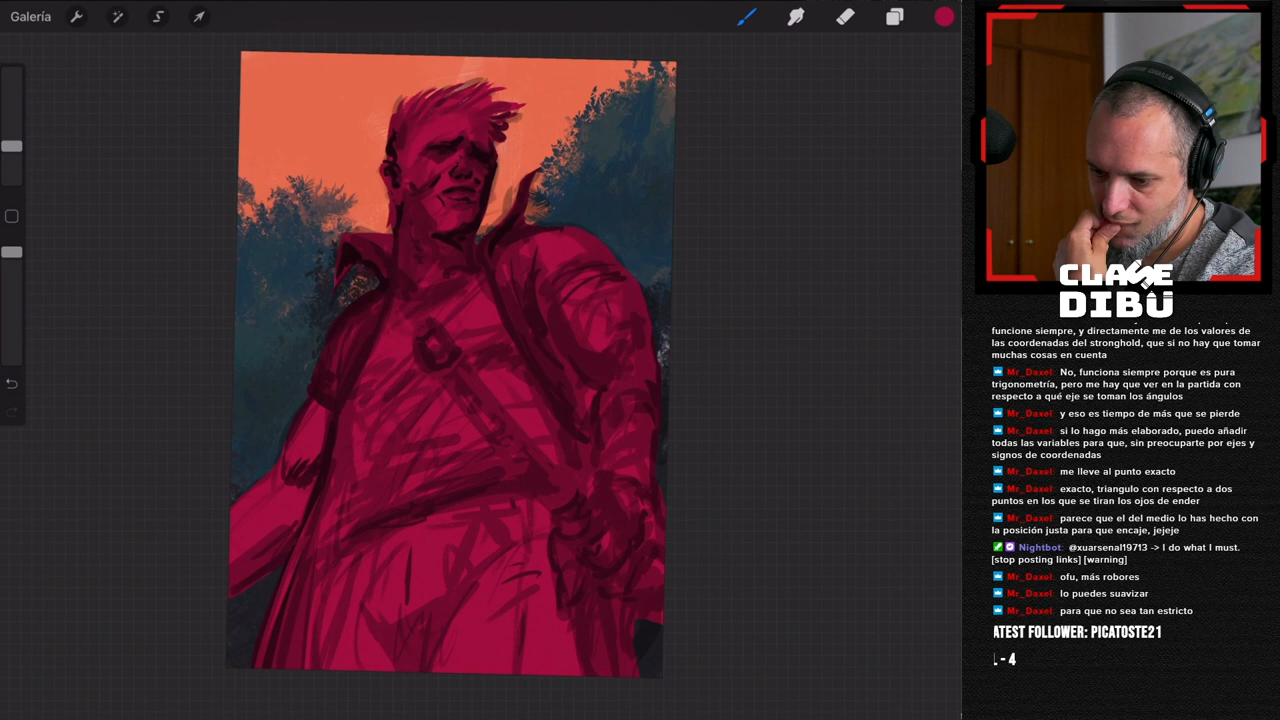 Galería
CLASE
DIBU
funcione siempre, y directamente me de los valores de
las coordenadas del stronghold, que si no hay que tomar
muchas cosas en cuenta
Mr_Daxel: No, funciona siempre porque es pura
trigonometría, pero me hay que ver en la partida con
respecto a qué eje se toman los ángulos
Mr_Daxel: y eso es tiempo de más que se pierde
Mr_Daxel: si lo hago más elaborado, puedo añadir
todas las variables para que, sin preocuparte por ejes y
signos de coordenadas
Mr_Daxel: me lleve al punto exacto
Mr_Daxel: exacto, triangulo con respecto a dos
puntos en los que se tiran los ojos de ender
Mr_Daxel: parece que el del medio lo has hecho con
la posición justa para que encaje, jejeje
Nightbot: @xuarsenal19713 -> I do what I must.
[stop posting links] [warning]
Mr_Daxel: ofu, más robores
Mr_Daxel: lo puedes suavizar
Mr_Daxel: para que no sea tan estricto
ATEST FOLLOWER: PICATOSTE21
- 4